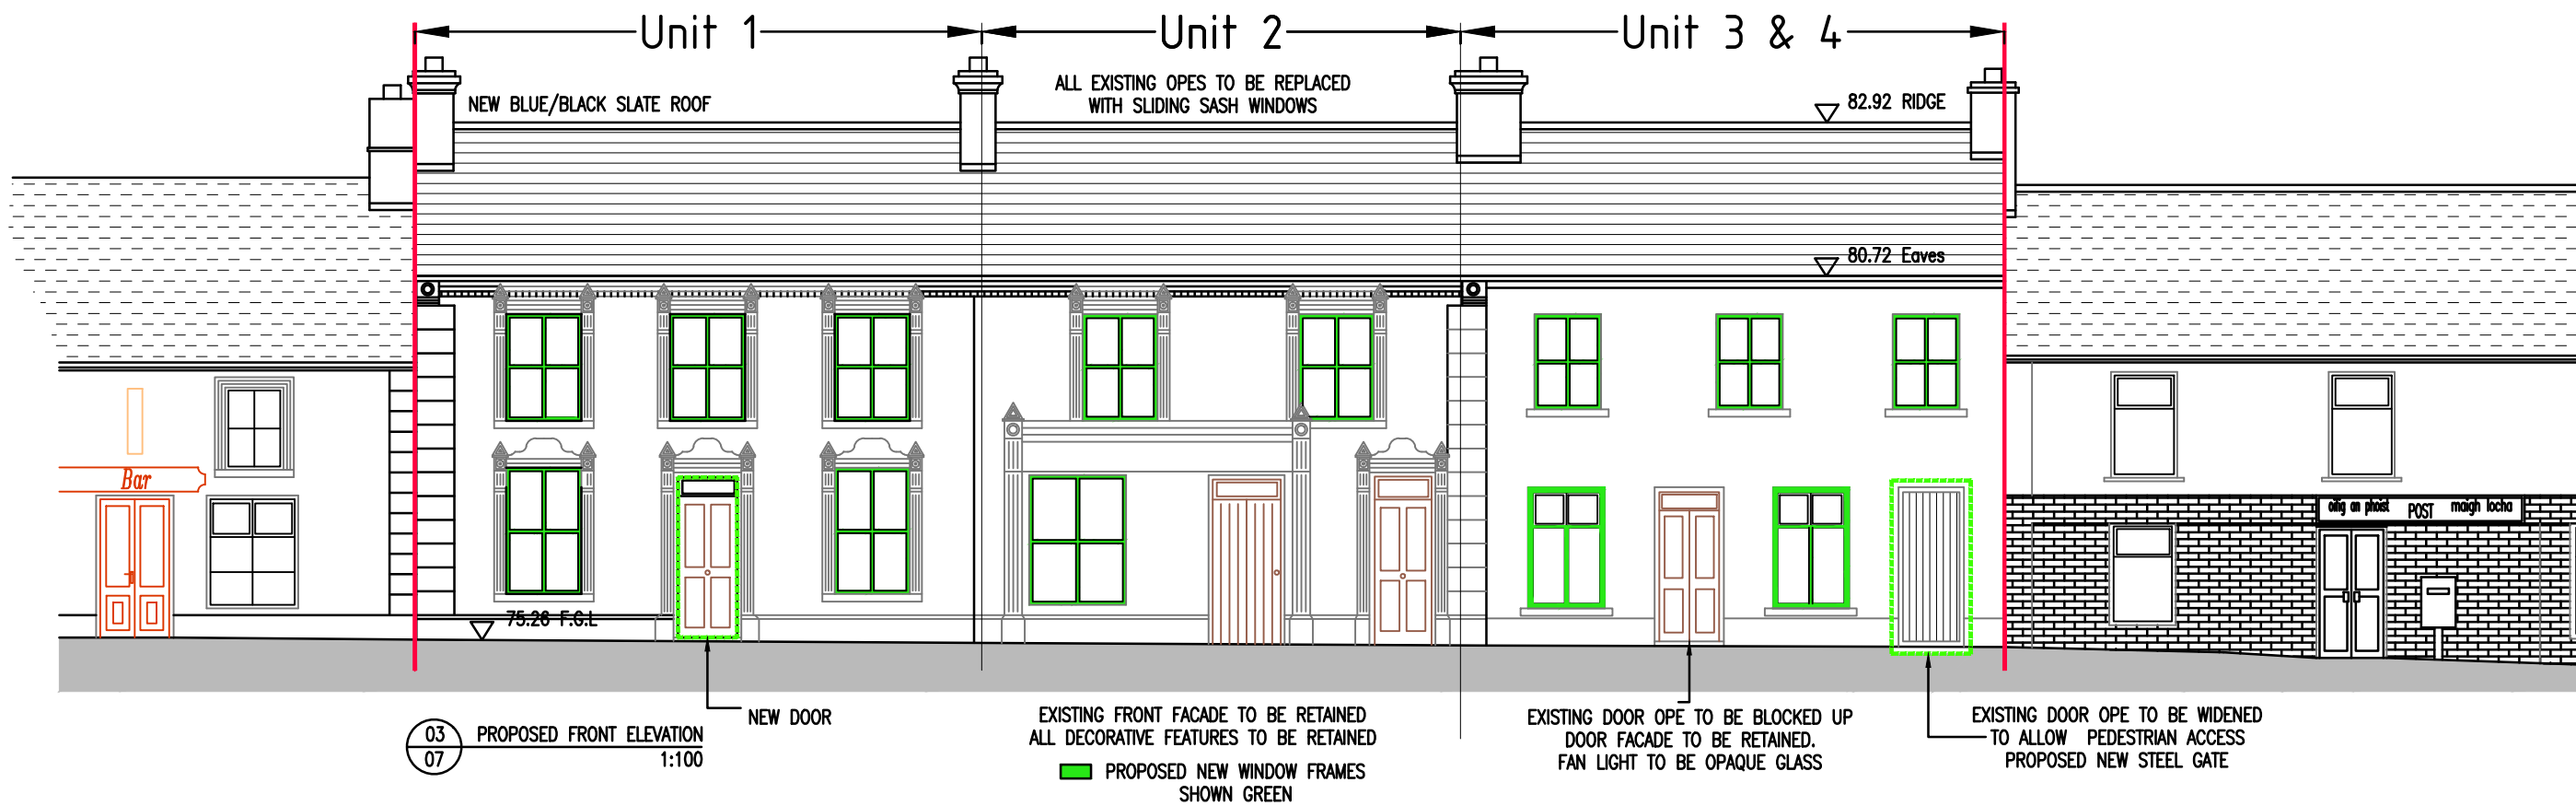 Unit 1
Unit 2
Unit 3 & 4
NEW BLUE/BLACK SLATE ROOF
ALL EXISTING OPES TO BE REPLACED
WITH SLIDING SASH WINDOWS
82.92 RIDGE
80.72 Eaves
Bar
oifig an phoist
POST
maigh locha
75.26 F.G.L
NEW DOOR
03
07
PROPOSED FRONT ELEVATION
1:100
EXISTING FRONT FACADE TO BE RETAINED
ALL DECORATIVE FEATURES TO BE RETAINED
PROPOSED NEW WINDOW FRAMES
SHOWN GREEN
EXISTING DOOR OPE TO BE BLOCKED UP
DOOR FACADE TO BE RETAINED.
FAN LIGHT TO BE OPAQUE GLASS
EXISTING DOOR OPE TO BE WIDENED
TO ALLOW PEDESTRIAN ACCESS
PROPOSED NEW STEEL GATE